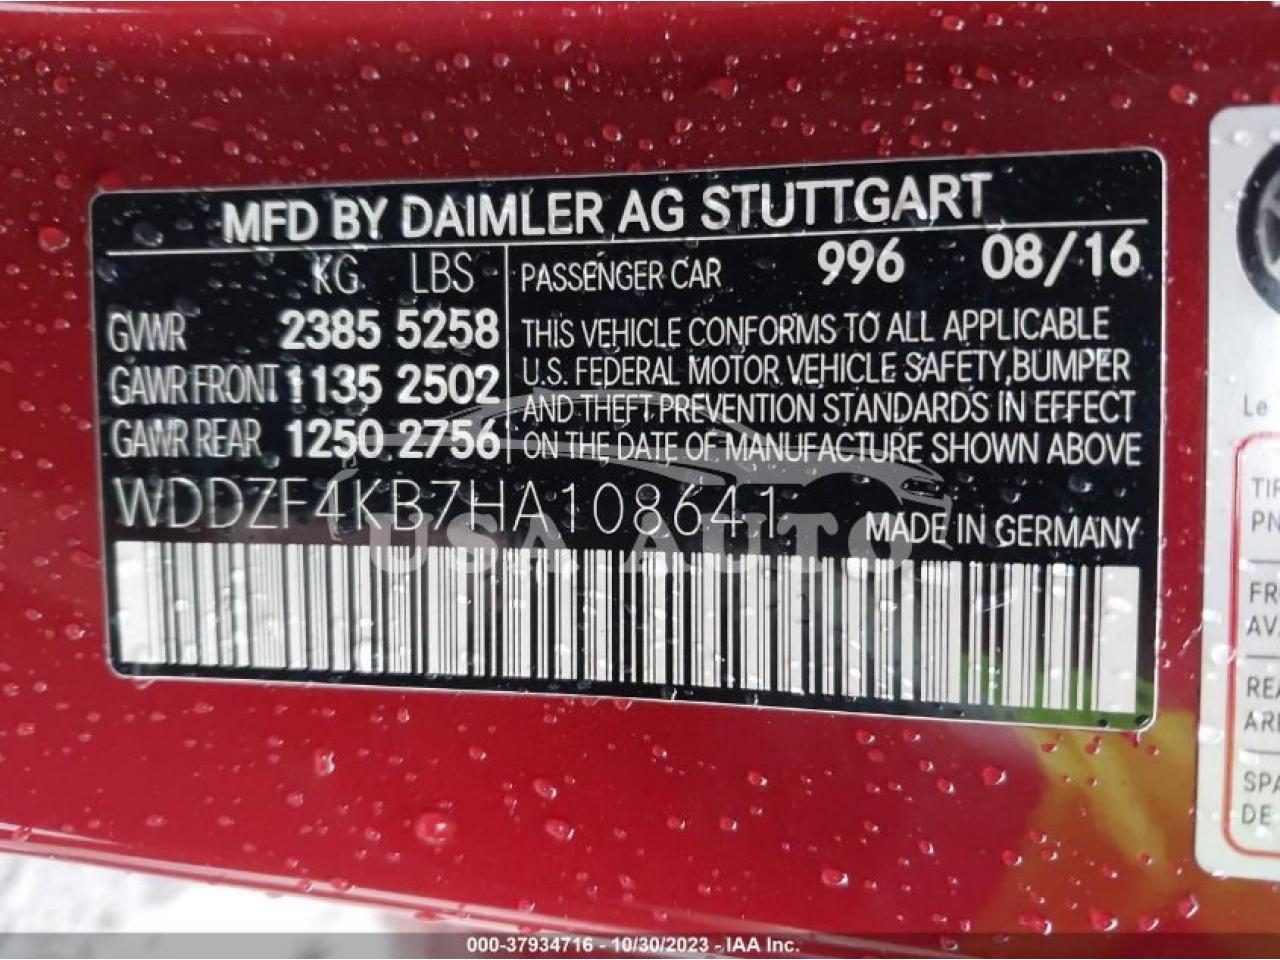 MFD BY DAIMLER AG STUTTGART
KG LBS
PASSENGER CAR 996 08/16
GVWR 2385 5258
GAWR FRONT 1135 2502
GAWR REAR 1250 2756
THIS VEHICLE CONFORMS TO ALL APPLICABLE
U.S. FEDERAL MOTOR VEHICLE SAFETY, BUMPER
AND THEFT PREVENTION STANDARDS IN EFFECT
ON THE DATE OF MANUFACTURE SHOWN ABOVE
WDDZF4KB7HA108641
MADE IN GERMANY
USA AUTO
Le
TIR
PN
FR
AV
REA
SPA
DE
000-37934716 - 10/30/2023 - IAA Inc.